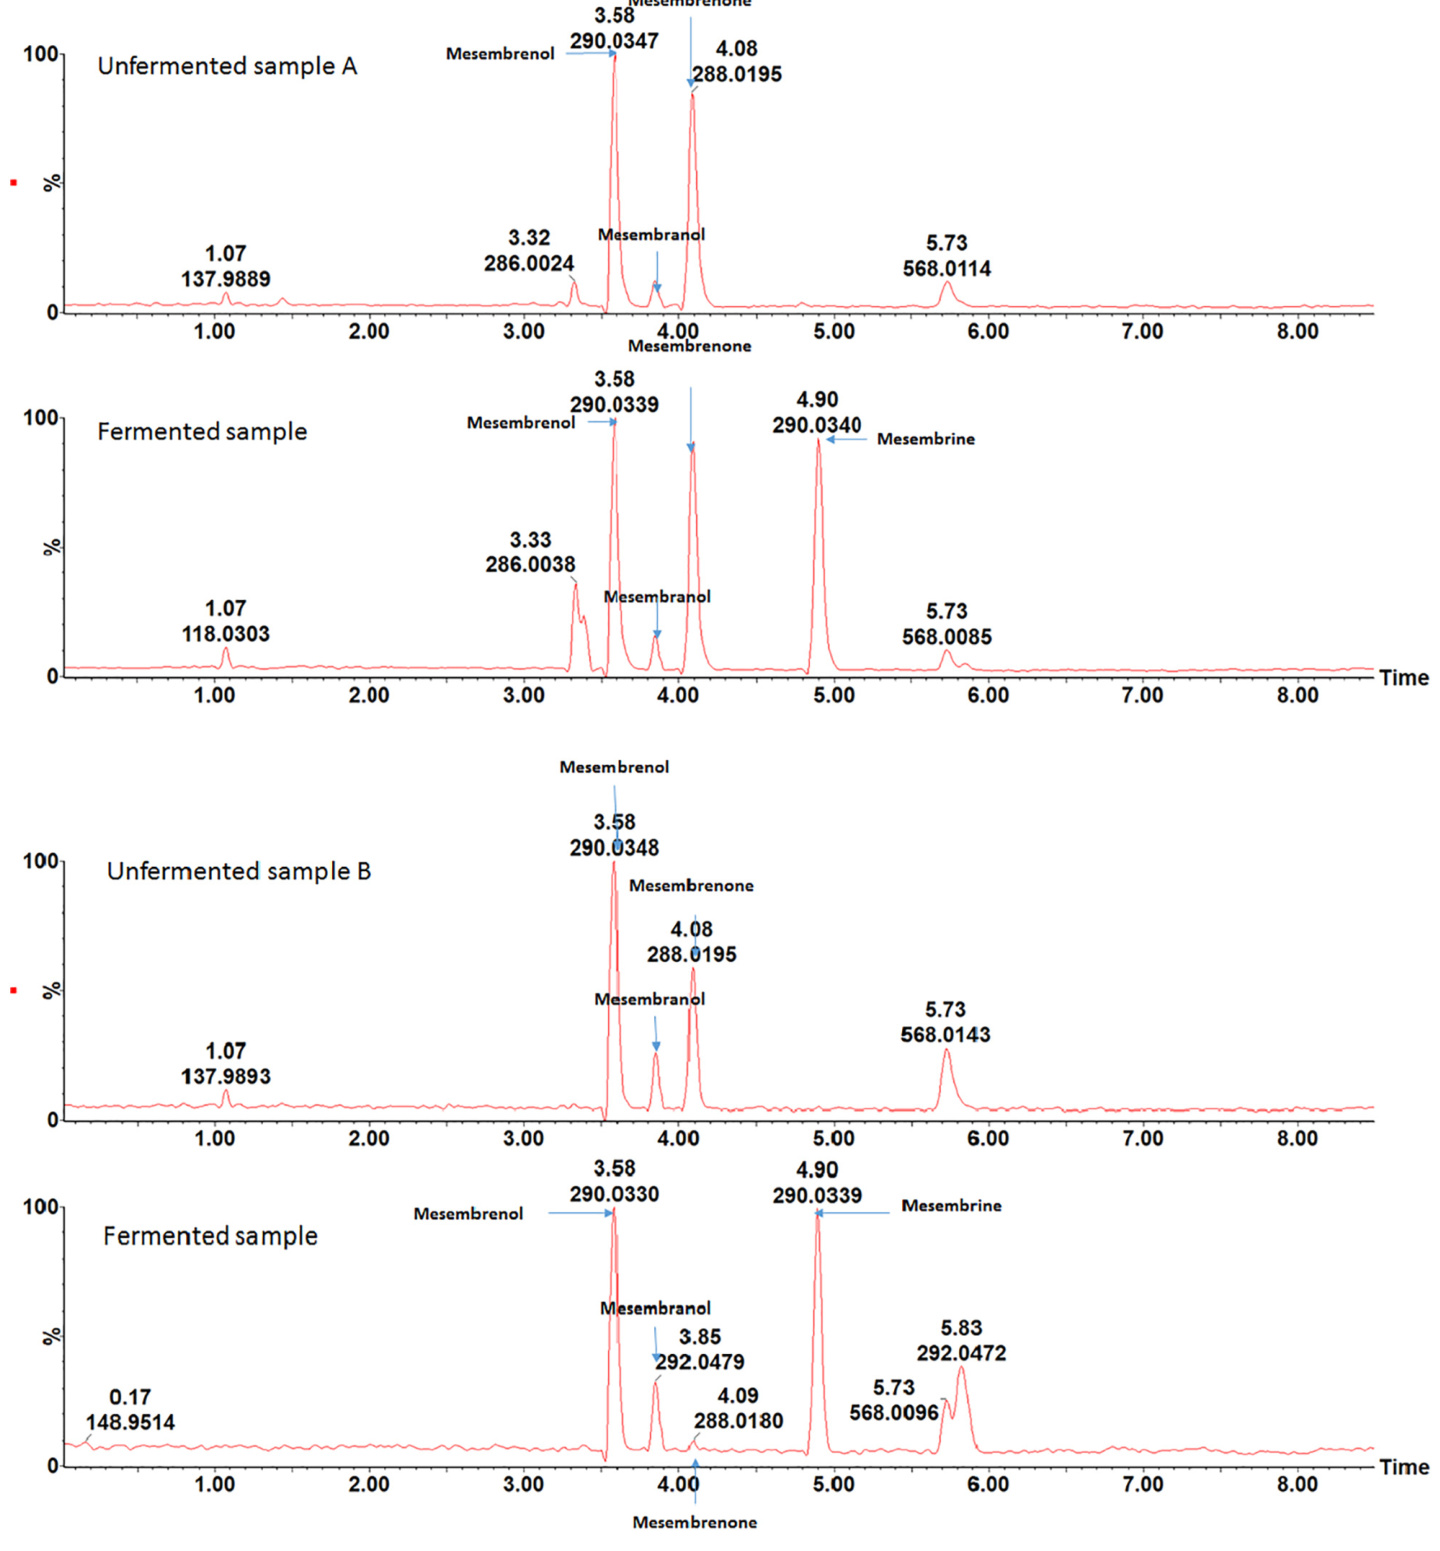 Mesembrenone
3.58
290.0347
Mesembrenol
4.08
288.0195
100
Unfermented sample A
%
3.32
286.0024
Mesembranol
1.07
137.9889
5.73
568.0114
0
1.00 2.00 3.00 4.00 5.00 6.00 7.00 8.00
Mesembrenone
3.58
290.0339
Mesembrenol
4.90
290.0340
Mesembrine
100
Fermented sample
%
3.33
286.0038
Mesembranol
1.07
118.0303
5.73
568.0085
0
1.00 2.00 3.00 4.00 5.00 6.00 7.00 8.00
Time
Mesembrenol
3.58
290.0348
100
Unfermented sample B
Mesembrenone
4.08
288.0195
%
Mesembranol
1.07
137.9893
5.73
568.0143
0
1.00 2.00 3.00 4.00 5.00 6.00 7.00 8.00
3.58
290.0330
4.90
290.0339
Mesembrenol
Mesembrine
100
Fermented sample
%
Mesembranol
3.85
292.0479
5.83
292.0472
0.17
148.9514
4.09
288.0180
5.73
568.0096
0
1.00 2.00 3.00 4.00 5.00 6.00 7.00 8.00
Time
Mesembrenone